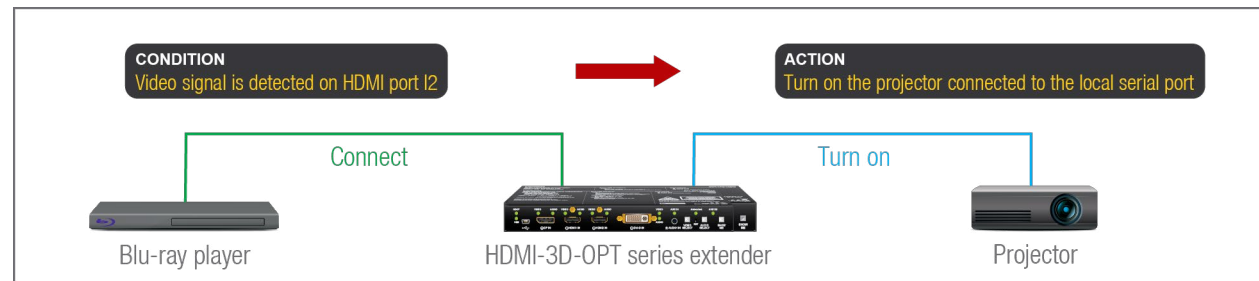 CONDITION
Video signal is detected on HDMI port I2
ACTION
Turn on the projector connected to the local serial port
Connect
Turn on
Blu-ray player
HDMI-3D-OPT series extender
Projector